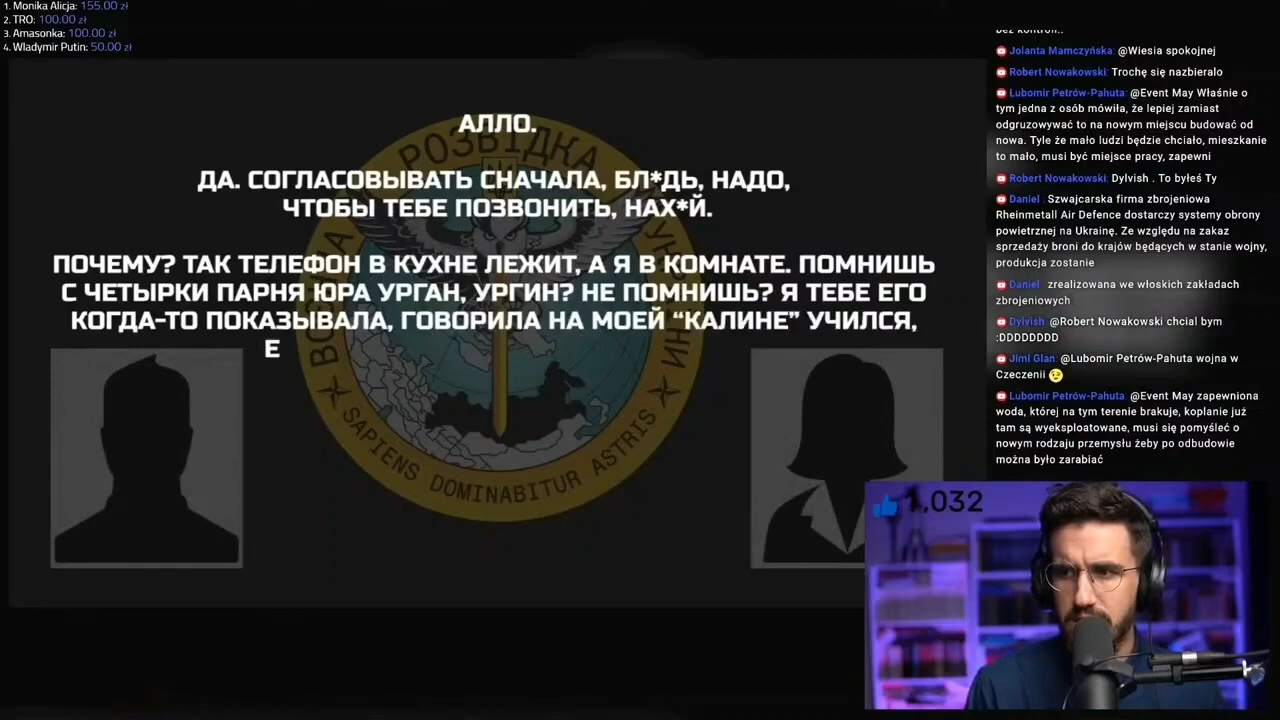 1. Monika Alicja: 155.00 zł
2. TRO: 100.00 zł
3. Amasonka: 100.00 zł
4. Wladymir Putin: 50.00 zł
АЛЛО.
ДА. СОГЛАСОВЫВАТЬ СНАЧАЛА, БЛ*ДЬ, НАДО,
ЧТОБЫ ТЕБЕ ПОЗВОНИТЬ, НАХ*Й.
ПОЧЕМУ? ТАК ТЕЛЕФОН В КУХНЕ ЛЕЖИТ, А Я В КОМНАТЕ. ПОМНИШЬ
С ЧЕТЫРКИ ПАРНЯ ЮРА УРГАН, УРГИН? НЕ ПОМНИШЬ? Я ТЕБЕ ЕГО
КОГДА-ТО ПОКАЗЫВАЛА, ГОВОРИЛА НА МОЕЙ “КАЛИНЕ” УЧИЛСЯ,
Е
РОЗВІДКА
SAPIENS DOMINABITUR ASTRIS
bez kontroli..
Jolanta Mamczyńska: @Wiesia spokojnej
Robert Nowakowski: Trochę się nazbieralo
Lubomir Petrów-Pahuta: @Event May Właśnie o
tym jedna z osób mówiła, że lepiej zamiast
odgruzowywać to na nowym miejscu budować od
nowa. Tyle że mało ludzi będzie chciało, mieszkanie
to mało, musi być miejsce pracy, zapewni
Robert Nowakowski: Dylvish . To byłeś Ty
Daniel: Szwajcarska firma zbrojeniowa
Rheinmetall Air Defence dostarczy systemy obrony
powietrznej na Ukrainę. Ze względu na zakaz
sprzedaży broni do krajów będących w stanie wojny,
produkcja zostanie
Daniel: zrealizowana we włoskich zakładach
zbrojeniowych
Dylvish: @Robert Nowakowski chcial bym
:DDDDDDDD
Jimi Glan: @Lubomir Petrów-Pahuta wojna w
Czeczenii 😉
Lubomir Petrów-Pahuta: @Event May zapewniona
woda, której na tym terenie brakuje, koplanie już
tam są wyeksploatowane, musi się pomyśleć o
nowym rodzaju przemysłu żeby po odbudowie
można było zarabiać
1,032